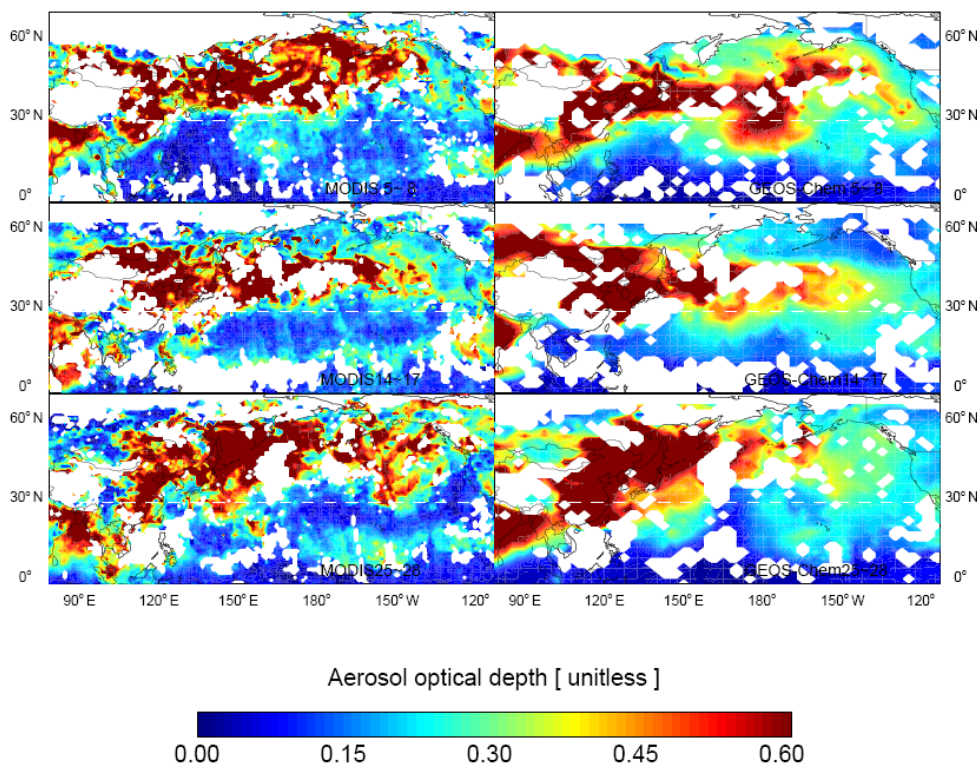 60° N 60° N
30° N 30° N
0° MODIS 5~ 8 GEOS-Chem 5~ 8 0°
60° N 60° N
30° N 30° N
0° MODIS14~17 GEOS-Chem14~17 0°
60° N 60° N
30° N 30° N
0° MODIS25~28 GEOS-Chem25~28 0°
90° E 120° E 150° E 180° 150° W 90° E 120° E 150° E 180° 150° W 120°
Aerosol optical depth [ unitless ]
0.00 0.15 0.30 0.45 0.60